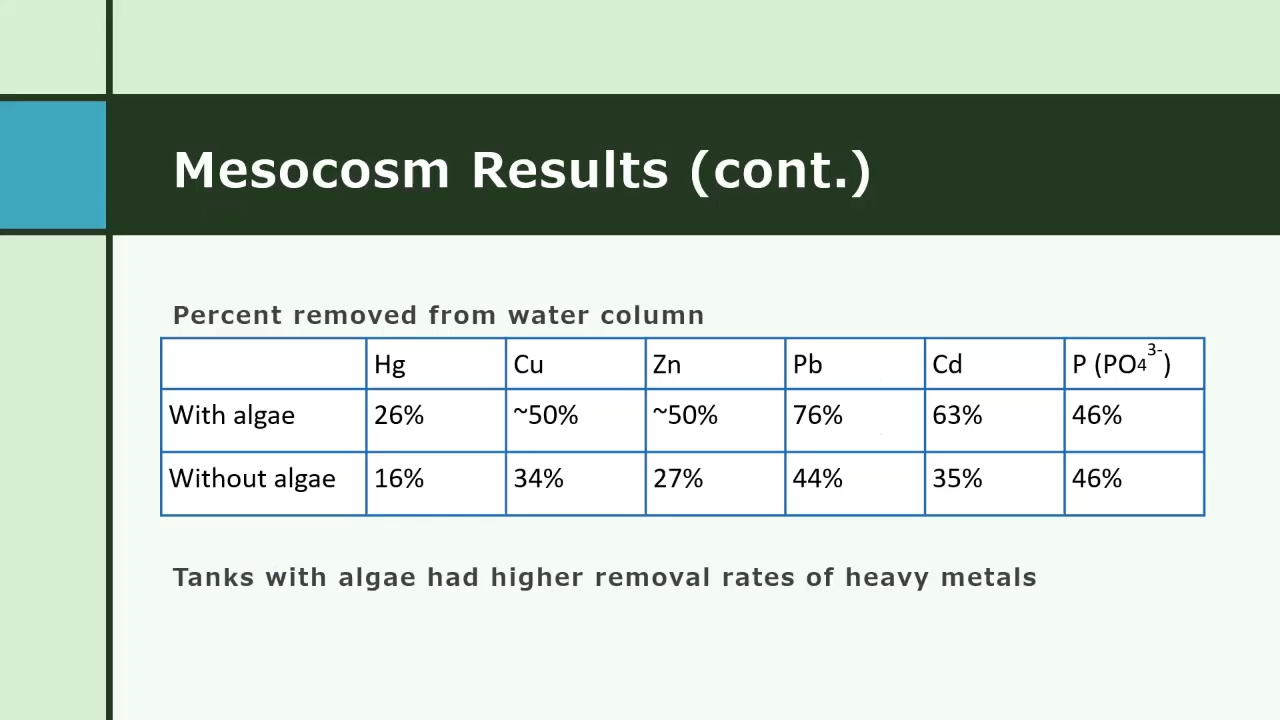 Mesocosm Results (cont.)
Percent removed from water column
Hg Cu Zn Pb Cd P (PO₄³⁻)
With algae 26% ~50% ~50% 76% 63% 46%
Without algae 16% 34% 27% 44% 35% 46%
Tanks with algae had higher removal rates of heavy metals